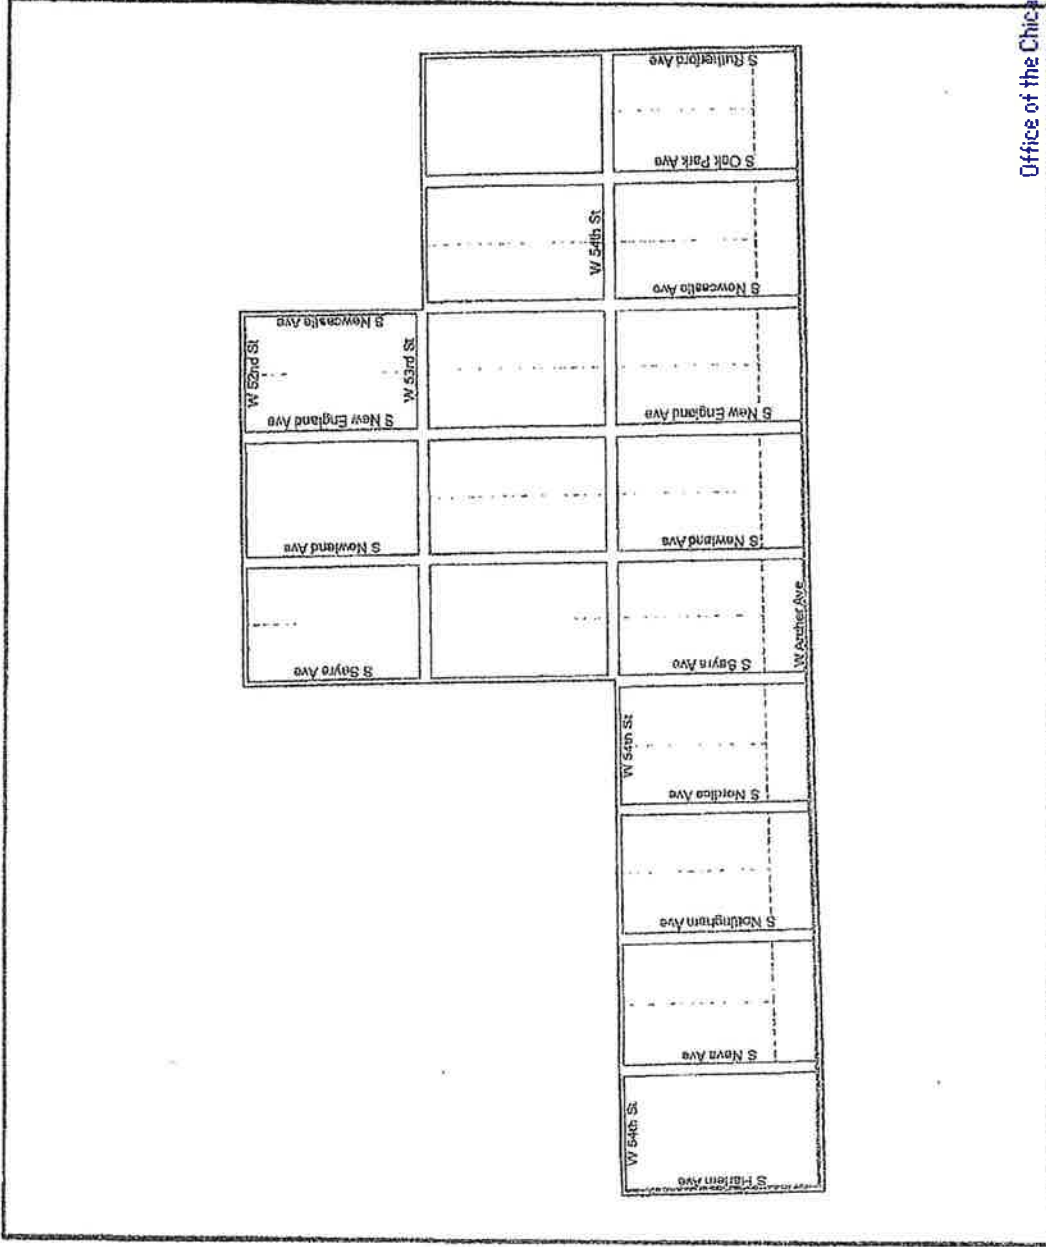 Office of the Chica
S Rutherford Ave
S Oak Park Ave
W 54th St
S Newcastle Ave
S Newcastle Ave
W 52nd St
W 53rd St
S New England Ave
S New England Ave
S Newland Ave
S Newland Ave
S Sayre Ave
S Sayre Ave
W Archer Ave
W 54th St
S Nordica Ave
S Nottingham Ave
S Neva Ave
W 54th St
S Harlem Ave